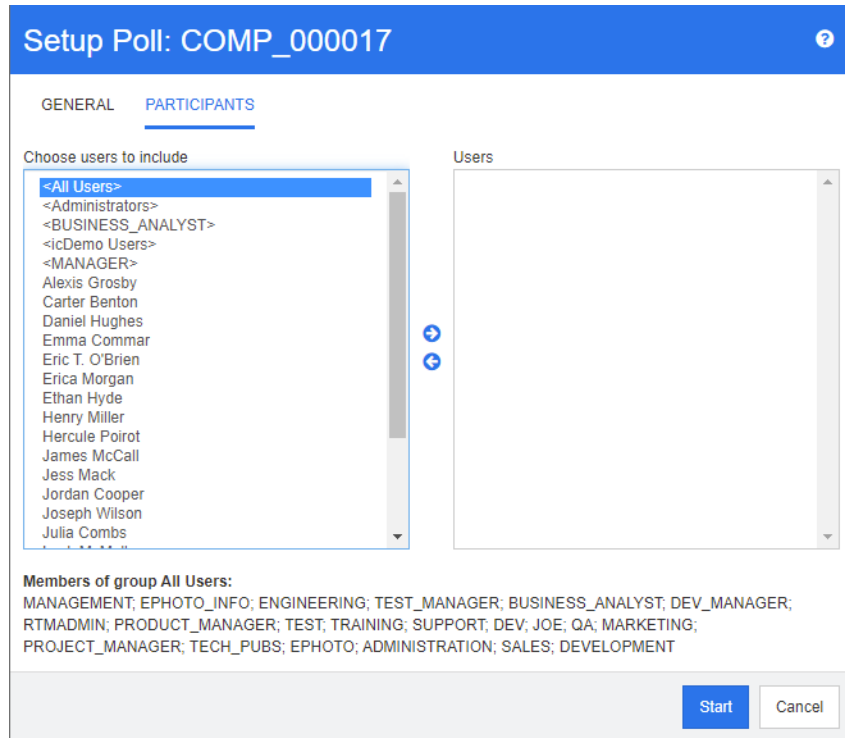 Setup Poll: COMP_000017
GENERAL PARTICIPANTS
Choose users to include
Users
<All Users>
<Administrators>
<BUSINESS_ANALYST>
<icDemo Users>
<MANAGER>
Alexis Grosby
Carter Benton
Daniel Hughes
Emma Commar
Eric T. O'Brien
Erica Morgan
Ethan Hyde
Henry Miller
Hercule Poirot
James McCall
Jess Mack
Jordan Cooper
Joseph Wilson
Julia Combs
Members of group All Users:
MANAGEMENT; EPHOTO_INFO; ENGINEERING; TEST_MANAGER; BUSINESS_ANALYST; DEV_MANAGER;
RTMADMIN; PRODUCT_MANAGER; TEST; TRAINING; SUPPORT; DEV; JOE; QA; MARKETING;
PROJECT_MANAGER; TECH_PUBS; EPHOTO; ADMINISTRATION; SALES; DEVELOPMENT
Start Cancel